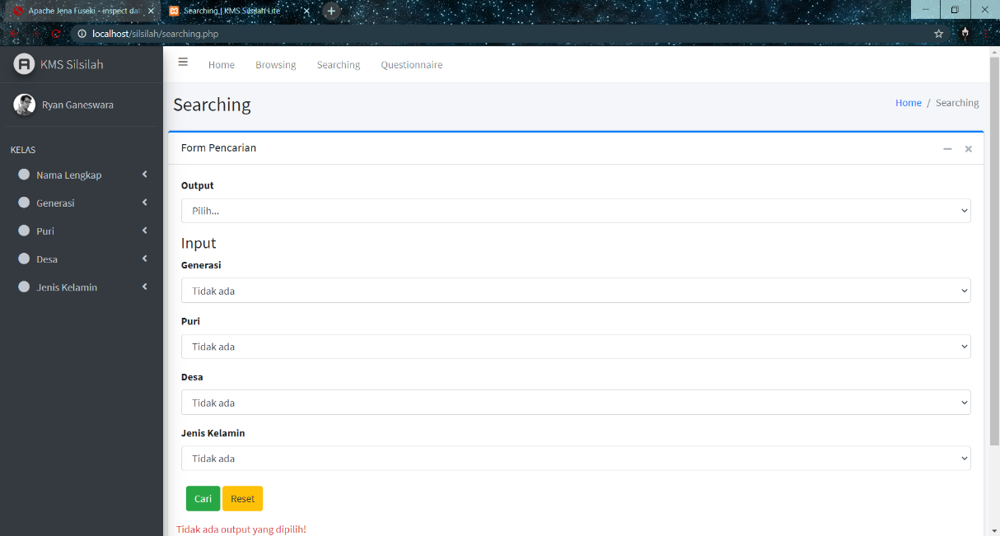 Apache Jena Fuseki - inspect dat
Searching | KMS Silsilah Lite
localhost/silsilah/searching.php
KMS Silsilah
Home Browsing Searching Questionnaire
Ryan Ganeswara
Searching
Home / Searching
KELAS
Nama Lengkap
Generasi
Puri
Desa
Jenis Kelamin
Form Pencarian
Output
Pilih...
Input
Generasi
Tidak ada
Puri
Tidak ada
Desa
Tidak ada
Jenis Kelamin
Tidak ada
Cari Reset
Tidak ada output yang dipilih!